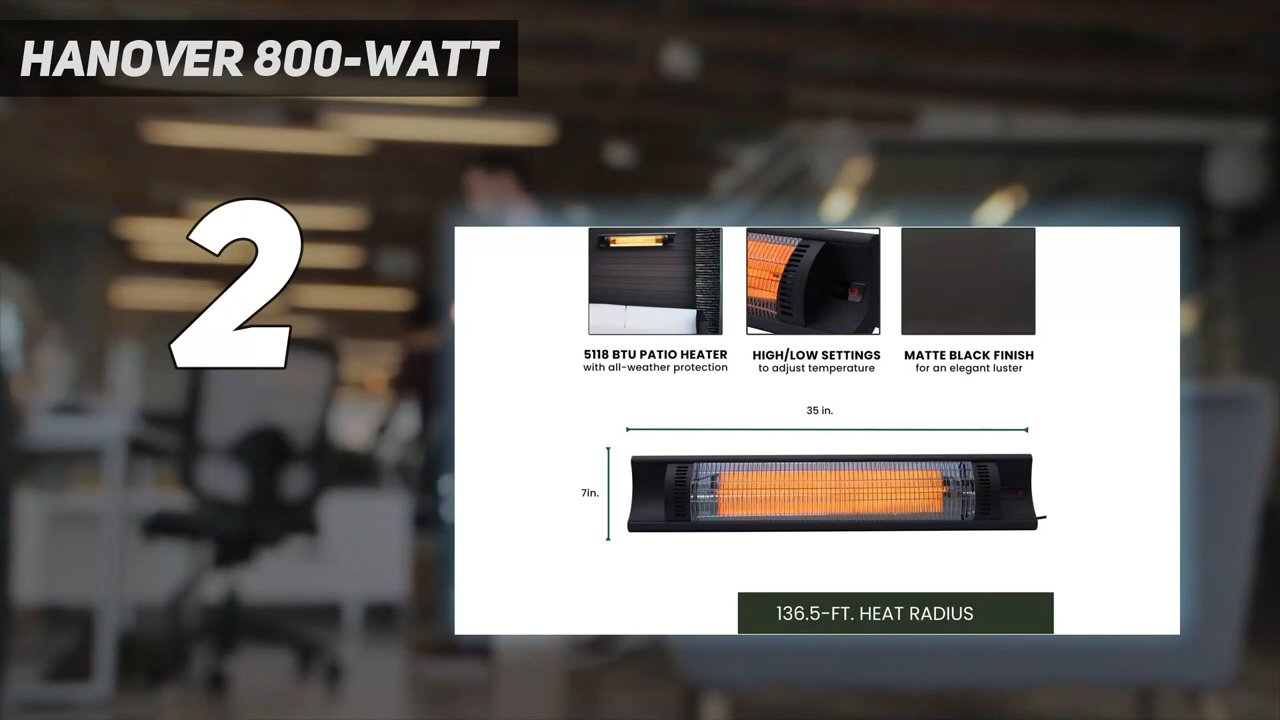 HANOVER 800-WATT
2
5118 BTU PATIO HEATER
with all-weather protection
HIGH/LOW SETTINGS
to adjust temperature
MATTE BLACK FINISH
for an elegant luster
35 in.
7in.
136.5-FT. HEAT RADIUS